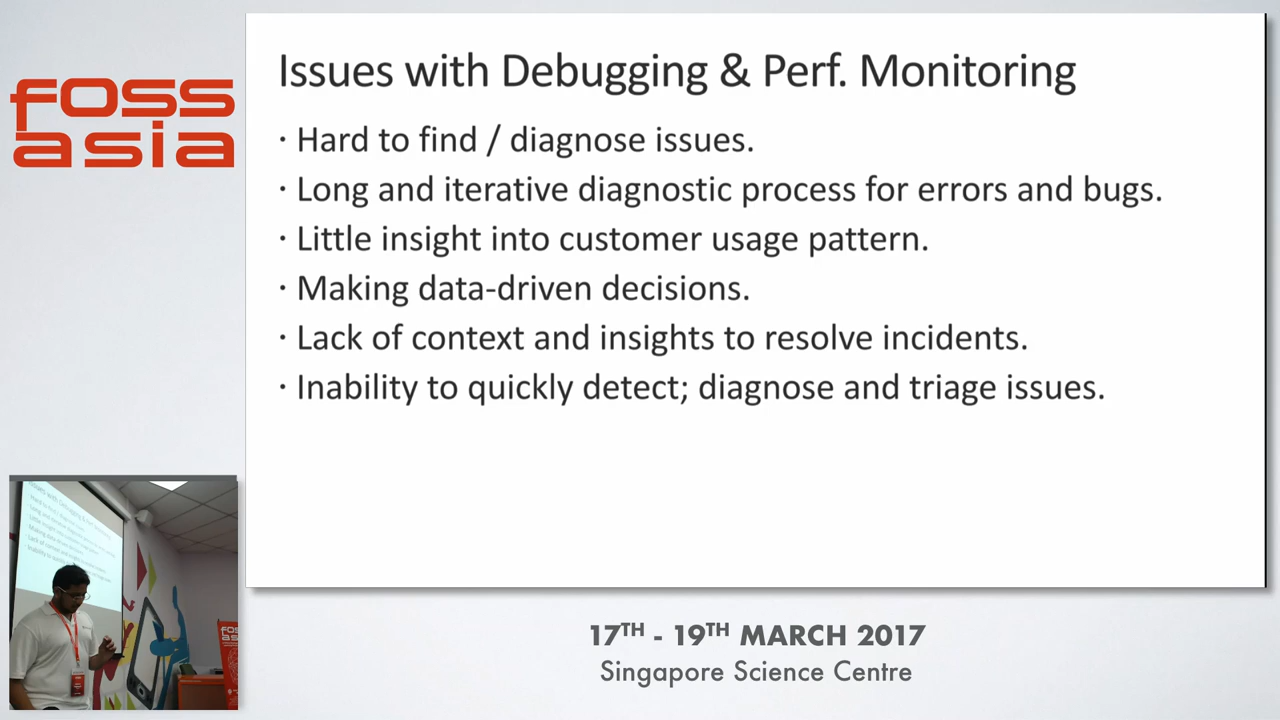 foss
asia
Issues with Debugging & Perf. Monitoring
· Hard to find / diagnose issues.
· Long and iterative diagnostic process for errors and bugs.
· Little insight into customer usage pattern.
· Making data-driven decisions.
· Lack of context and insights to resolve incidents.
· Inability to quickly detect; diagnose and triage issues.
17TH - 19TH MARCH 2017
Singapore Science Centre